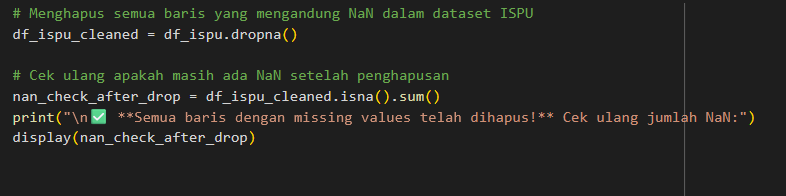 # Menghapus semua baris yang mengandung NaN dalam dataset ISPU
df_ispu_cleaned = df_ispu.dropna()
# Cek ulang apakah masih ada NaN setelah penghapusan
nan_check_after_drop = df_ispu_cleaned.isna().sum()
print("\n✅ **Semua baris dengan missing values telah dihapus!** Cek ulang jumlah NaN:")
display(nan_check_after_drop)